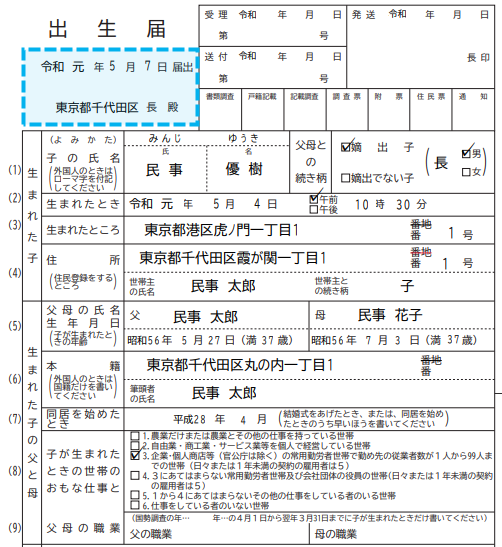 出生届
令和 元 年 5 月 7 日 届出
東京都千代田区 長 殿
受理 令和 年 月 日
第 号
送付 令和 年 月 日
第 号
発送 令和 年 月 日
長印
書類調査 戸籍記載 記載調査 調査票 附票 住民票 通知
(1) 生まれた子
(よみかた) みんじ ゆうき
子の氏名 氏 名
(外国人のときはローマ字を付記してください)
民事 優樹
父母との続き柄
☑嫡出子
□嫡出でない子
(長 ☑男 □女)
(2) 生まれたとき 令和 元 年 5 月 4 日 ☑午前 □午後 10 時 30 分
(3) 生まれたところ 東京都港区虎ノ門一丁目1 番地 番 1 号
(4) 住所
(住民登録をするところ)
東京都千代田区霞が関一丁目1 番地 番 1 号
世帯主の氏名 民事 太郎 世帯主との続き柄 子
(5) 生まれた子の父と母
父母の氏名
生年月日
(子が生まれたときの年齢)
父 民事 太郎 母 民事 花子
昭和56年 5 月 27 日(満 37 歳) 昭和56年 7 月 3 日(満 37 歳)
(6) 本籍
(外国人のときは国籍だけを書いてください)
東京都千代田区丸の内一丁目1 番地 番
筆頭者の氏名 民事 太郎
(7) 同居を始めたとき 平成28 年 4 月 (結婚式をあげたとき、または、同居を始めたときのうち早いほうを書いてください)
(8) 子が生まれたときの世帯のおもな仕事と
□1.農業だけまたは農業とその他の仕事を持っている世帯
□2.自由業・商工業・サービス業等を個人で経営している世帯
☑3.企業・個人商店等(官公庁は除く)の常用勤労者世帯で勤め先の従業者数が1人から99人までの世帯(日々または1年未満の契約の雇用者は5)
□4.3にあてはまらない常用勤労者世帯及び会社団体の役員の世帯(日々または1年未満の契約の雇用者は5)
□5.1から4にあてはまらないその他の仕事をしている者のいる世帯
□6.仕事をしている者のいない世帯
(9) 父母の職業
(国勢調査の年… 年…の4月1日から翌年3月31日までに子が生まれたときだけ書いてください)
父の職業 母の職業